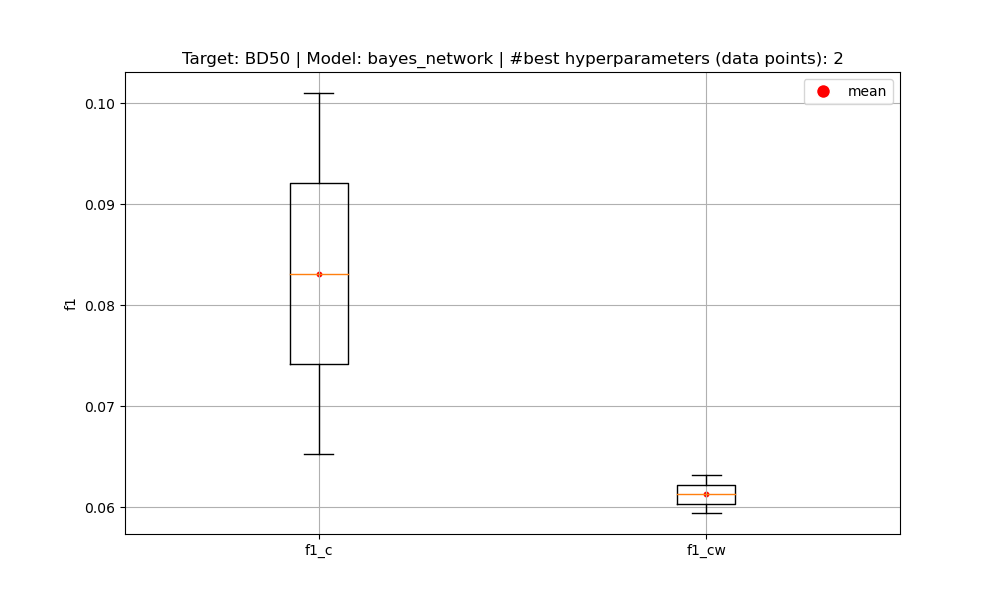 Target: BD50 | Model: bayes_network | #best hyperparameters (data points): 2
mean
0.10
0.09
0.08
0.07
0.06
f1
f1_c
f1_cw